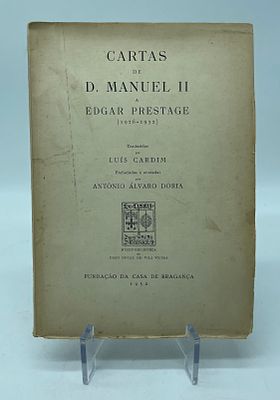 CARTAS
DE
D. MANUEL II
A
EDGAR PRESTAGE
Traduzidas
por
LUÍS CARDIM
Prefaciadas e anotadas
por
ANTÓNIO ÁLVARO DÓRIA
FUNDAÇÃO DA CASA DE BRAGANÇA